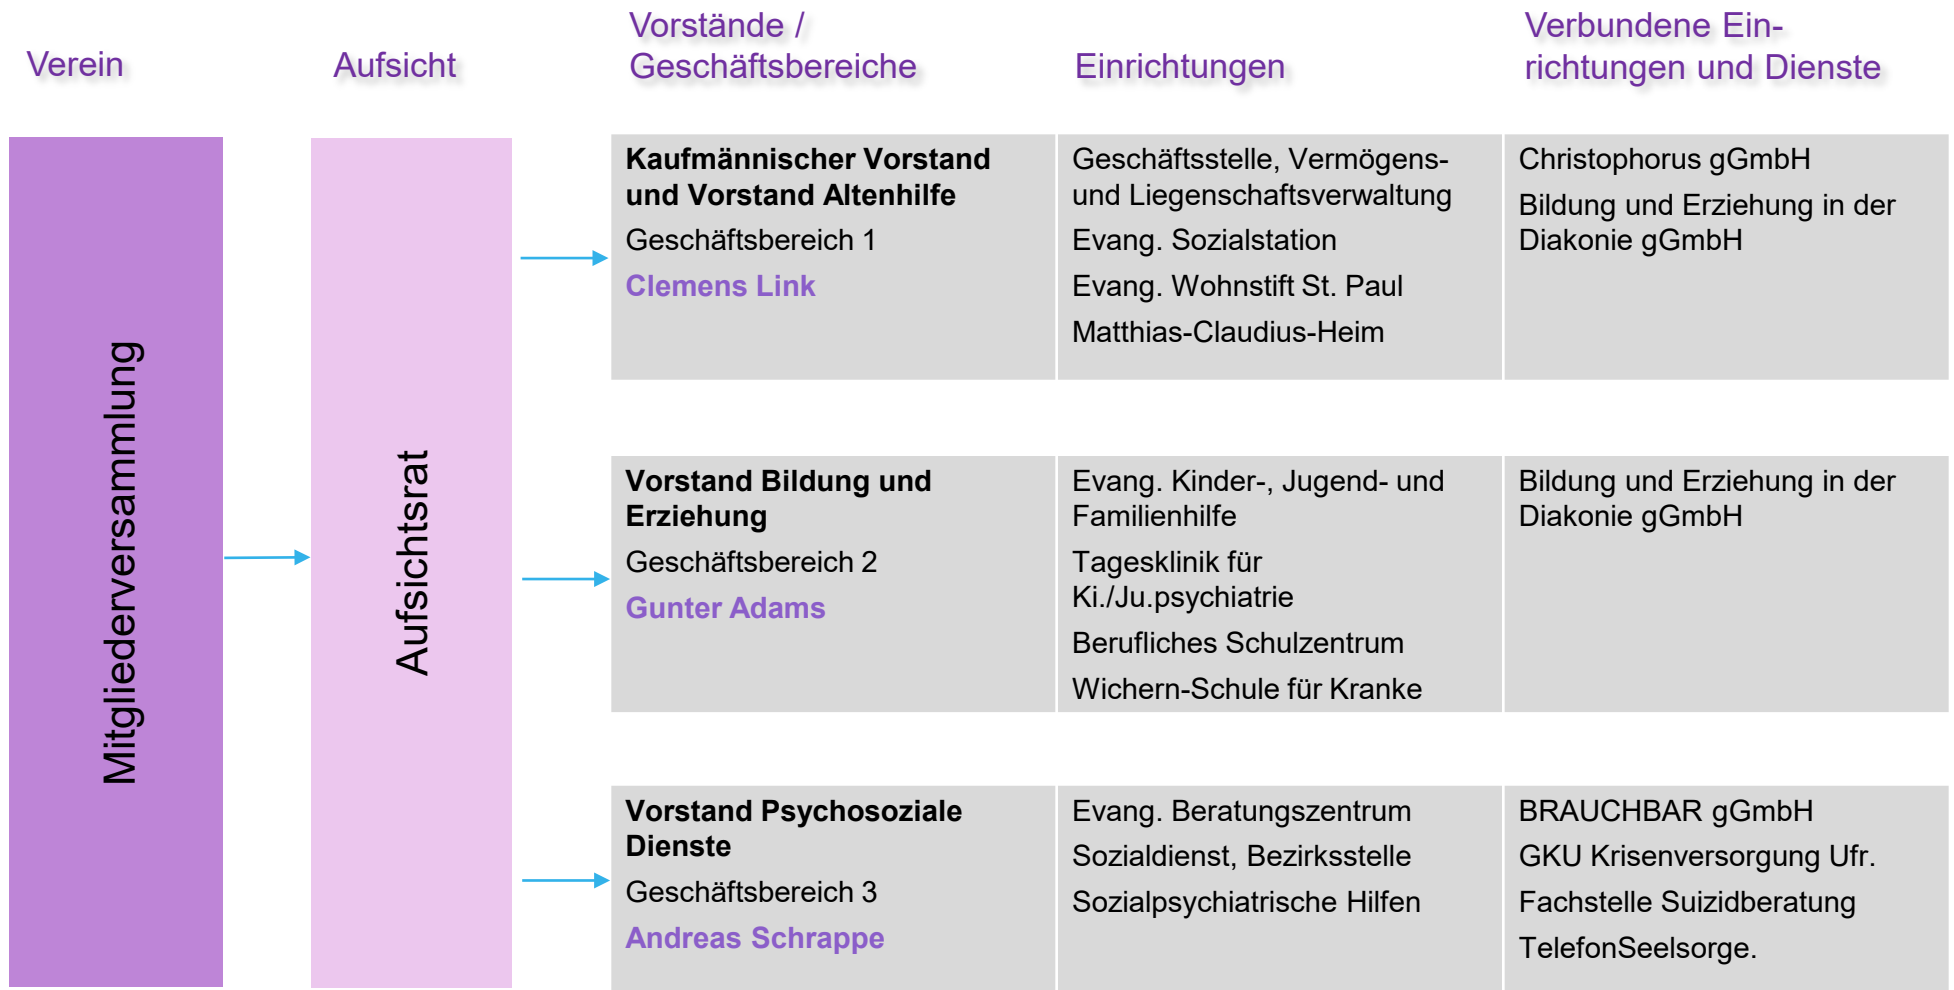 Verein
Aufsicht
Vorstände /
Geschäftsbereiche
Einrichtungen
Verbundene Ein-
richtungen und Dienste
Mitgliederversammlung
Aufsichtsrat
Kaufmännischer Vorstand
und Vorstand Altenhilfe
Geschäftsbereich 1
Clemens Link
Geschäftsstelle, Vermögens-
und Liegenschaftsverwaltung
Evang. Sozialstation
Evang. Wohnstift St. Paul
Matthias-Claudius-Heim
Christophorus gGmbH
Bildung und Erziehung in der
Diakonie gGmbH
Vorstand Bildung und
Erziehung
Geschäftsbereich 2
Gunter Adams
Evang. Kinder-, Jugend- und
Familienhilfe
Tagesklinik für
Ki./Ju.psychiatrie
Berufliches Schulzentrum
Wichern-Schule für Kranke
Bildung und Erziehung in der
Diakonie gGmbH
Vorstand Psychosoziale
Dienste
Geschäftsbereich 3
Andreas Schrappe
Evang. Beratungszentrum
Sozialdienst, Bezirksstelle
Sozialpsychiatrische Hilfen
BRAUCHBAR gGmbH
GKU Krisenversorgung Ufr.
Fachstelle Suizidberatung
TelefonSeelsorge.